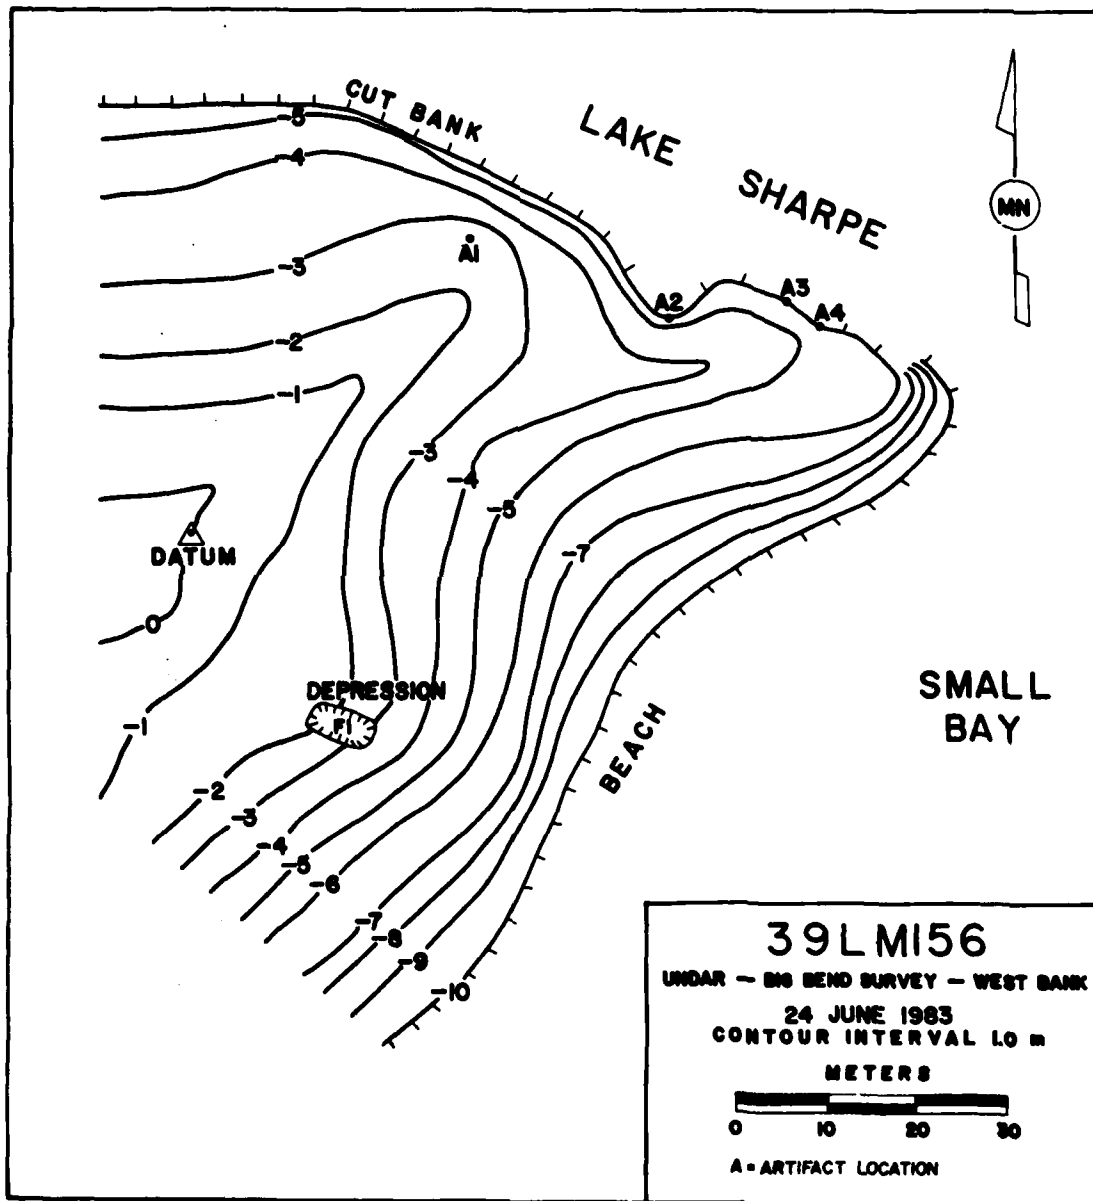 CUT BANK
LAKE SHARPE
MN
-5
-4
A1
-3
A2
A3
A4
-2
-1
-3
-4
-5
DATUM
-7
0
DEPRESSION
F1
SMALL
BAY
-1
BEACH
-2
-3
-4
-5
-6
-7
-8
-9
-10
39LM156
UNDAR - BIG BEND SURVEY - WEST BANK
24 JUNE 1983
CONTOUR INTERVAL 1.0 m
METERS
0 10 20 30
A = ARTIFACT LOCATION